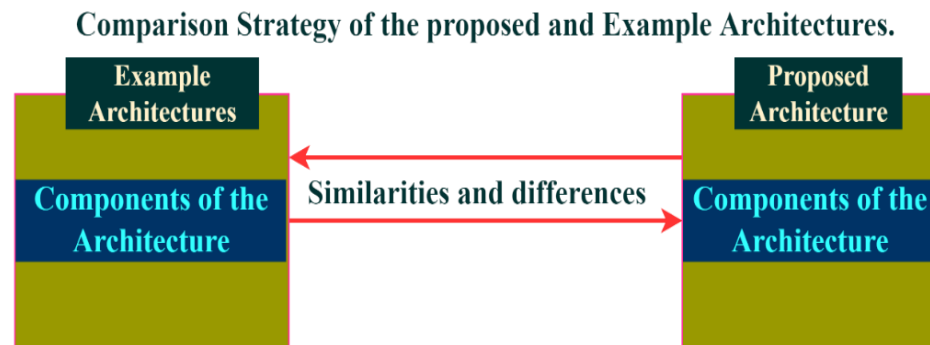 Comparison Strategy of the proposed and Example Architectures.
Example
Architectures
Proposed
Architecture
Components of the
Architecture
Similarities and differences
Components of the
Architecture